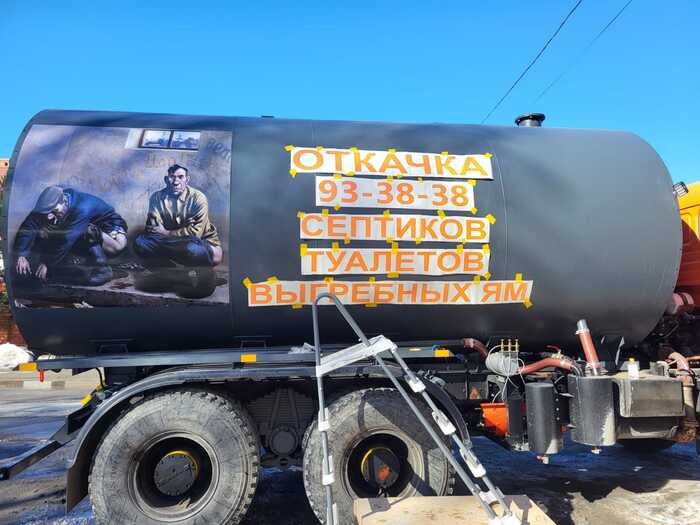 ОТКАЧКА
93-38-38
СЕПТИКОВ
ТУАЛЕТОВ
ВЫГРЕБНЫХ ЯМ